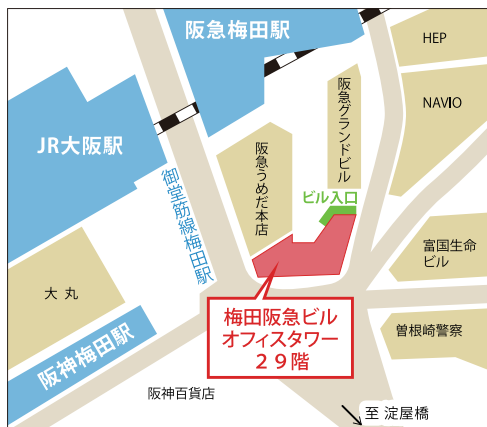 阪急梅田駅
HEP
NAVIO
JR大阪駅
阪急グランドビル
阪急うめだ本店
御堂筋線梅田駅
ビル入口
富国生命
ビル
大丸
梅田阪急ビル
オフィスタワー
29階
曽根崎警察
阪神梅田駅
阪神百貨店
至 淀屋橋